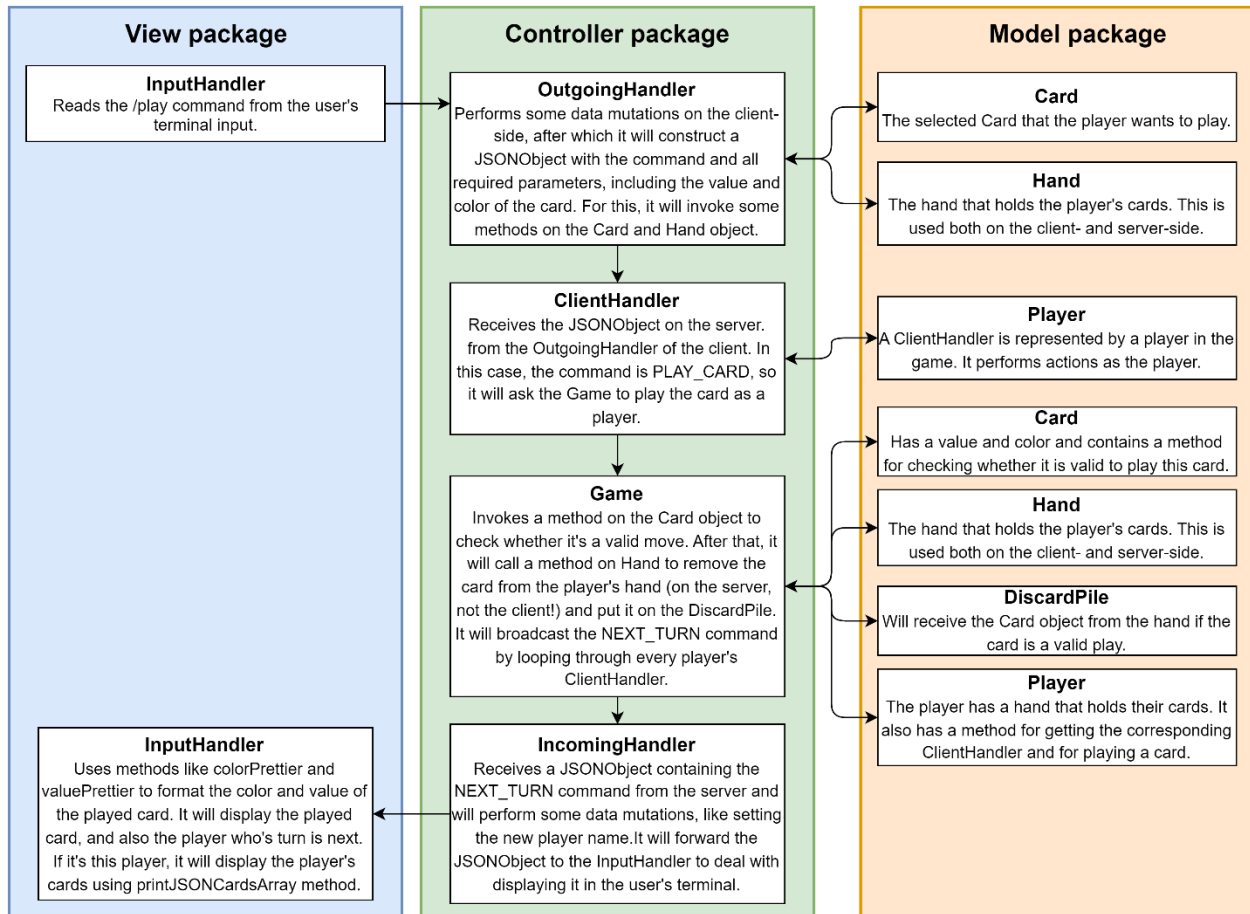 View package
InputHandler
Reads the /play command from the user's
terminal input.
InputHandler
Uses methods like colorPrettier and
valuePrettier to format the color and value of
the played card. It will display the played
card, and also the player who's turn is next.
If it's this player, it will display the player's
cards using printJSONCardsArray method.
Controller package
OutgoingHandler
Performs some data mutations on the client-
side, after which it will construct a
JSONObject with the command and all
required parameters, including the value and
color of the card. For this, it will invoke some
methods on the Card and Hand object.
ClientHandler
Receives the JSONObject on the server.
from the OutgoingHandler of the client. In
this case, the command is PLAY_CARD, so
it will ask the Game to play the card as a
player.
Game
Invokes a method on the Card object to
check whether it's a valid move. After that, it
will call a method on Hand to remove the
card from the player's hand (on the server,
not the client!) and put it on the DiscardPile.
It will broadcast the NEXT_TURN command
by looping through every player's
ClientHandler.
IncomingHandler
Receives a JSONObject containing the
NEXT_TURN command from the server and
will perform some data mutations, like
setting the new player name.It will forward the
JSONObject to the InputHandler to deal with
displaying it in the user's terminal.
Model package
Card
The selected Card that the player wants to play.
Hand
The hand that holds the player's cards. This is
used both on the client- and server-side.
Player
A ClientHandler is represented by a player in the
game. It performs actions as the player.
Card
Has a value and color and contains a method
for checking whether it is valid to play this card.
Hand
The hand that holds the player's cards. This is
used both on the client- and server-side.
DiscardPile
Will receive the Card object from the hand if the
card is a valid play.
Player
The player has a hand that holds their cards. It
also has a method for getting the corresponding
ClientHandler and for playing a card.